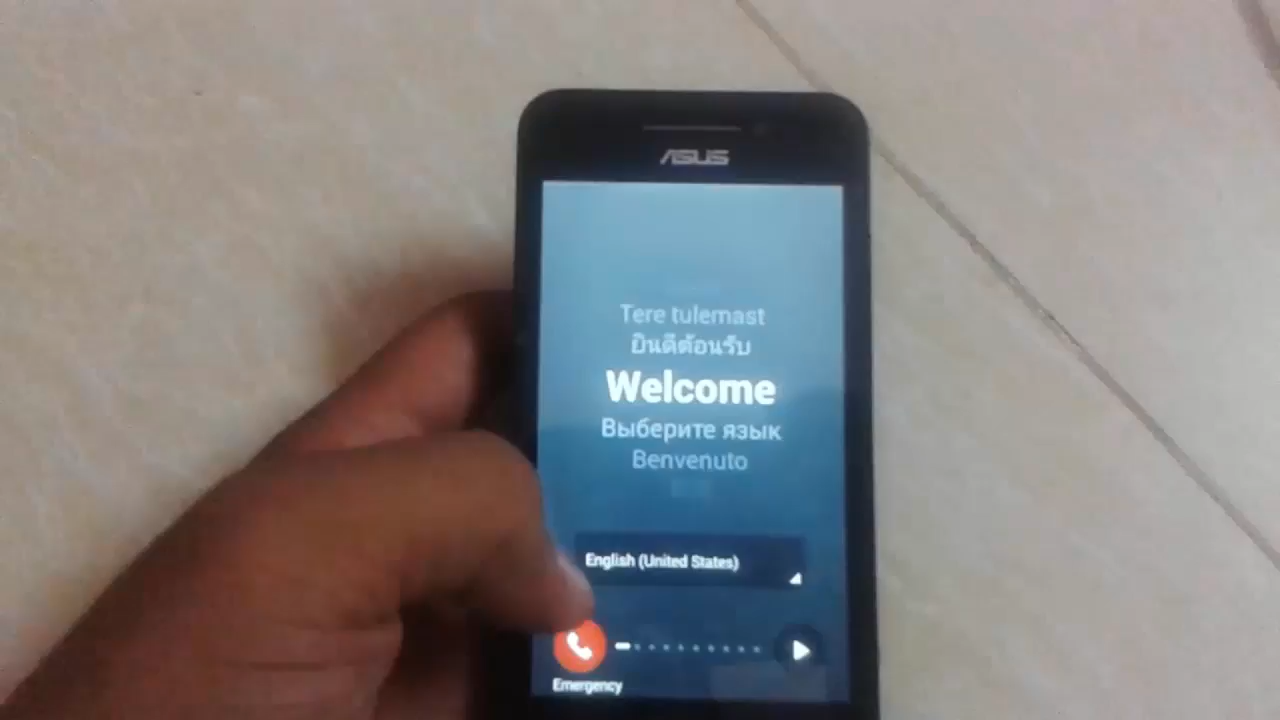 ASUS
Tere tulemast
ยินดีต้อนรับ
Welcome
Выберите язык
Benvenuto
English (United States)
Emergency